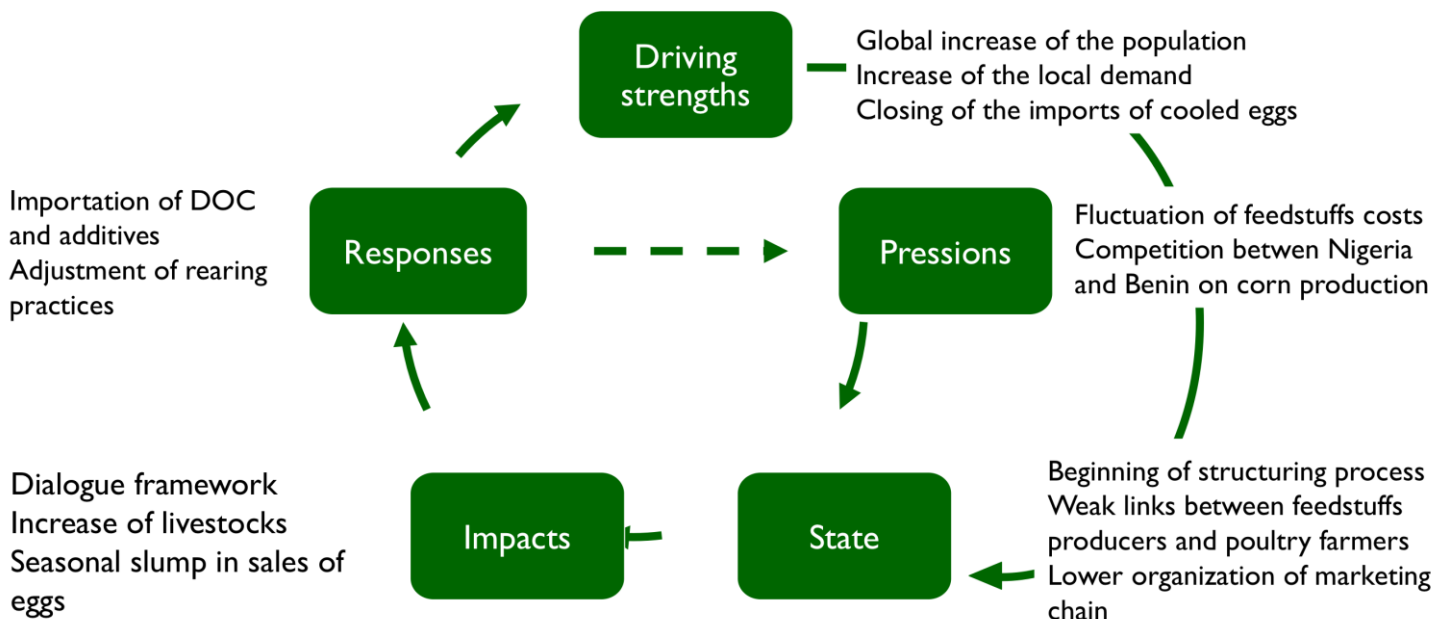 Driving
strengths
Global increase of the population
Increase of the local demand
Closing of the imports of cooled eggs
Importation of DOC
and additives
Adjustment of rearing
practices
Responses
Pressions
Fluctuation of feedstuffs costs
Competition betwen Nigeria
and Benin on corn production
Dialogue framework
Increase of livestocks
Seasonal slump in sales of
eggs
Impacts
State
Beginning of structuring process
Weak links between feedstuffs
producers and poultry farmers
Lower organization of marketing
chain